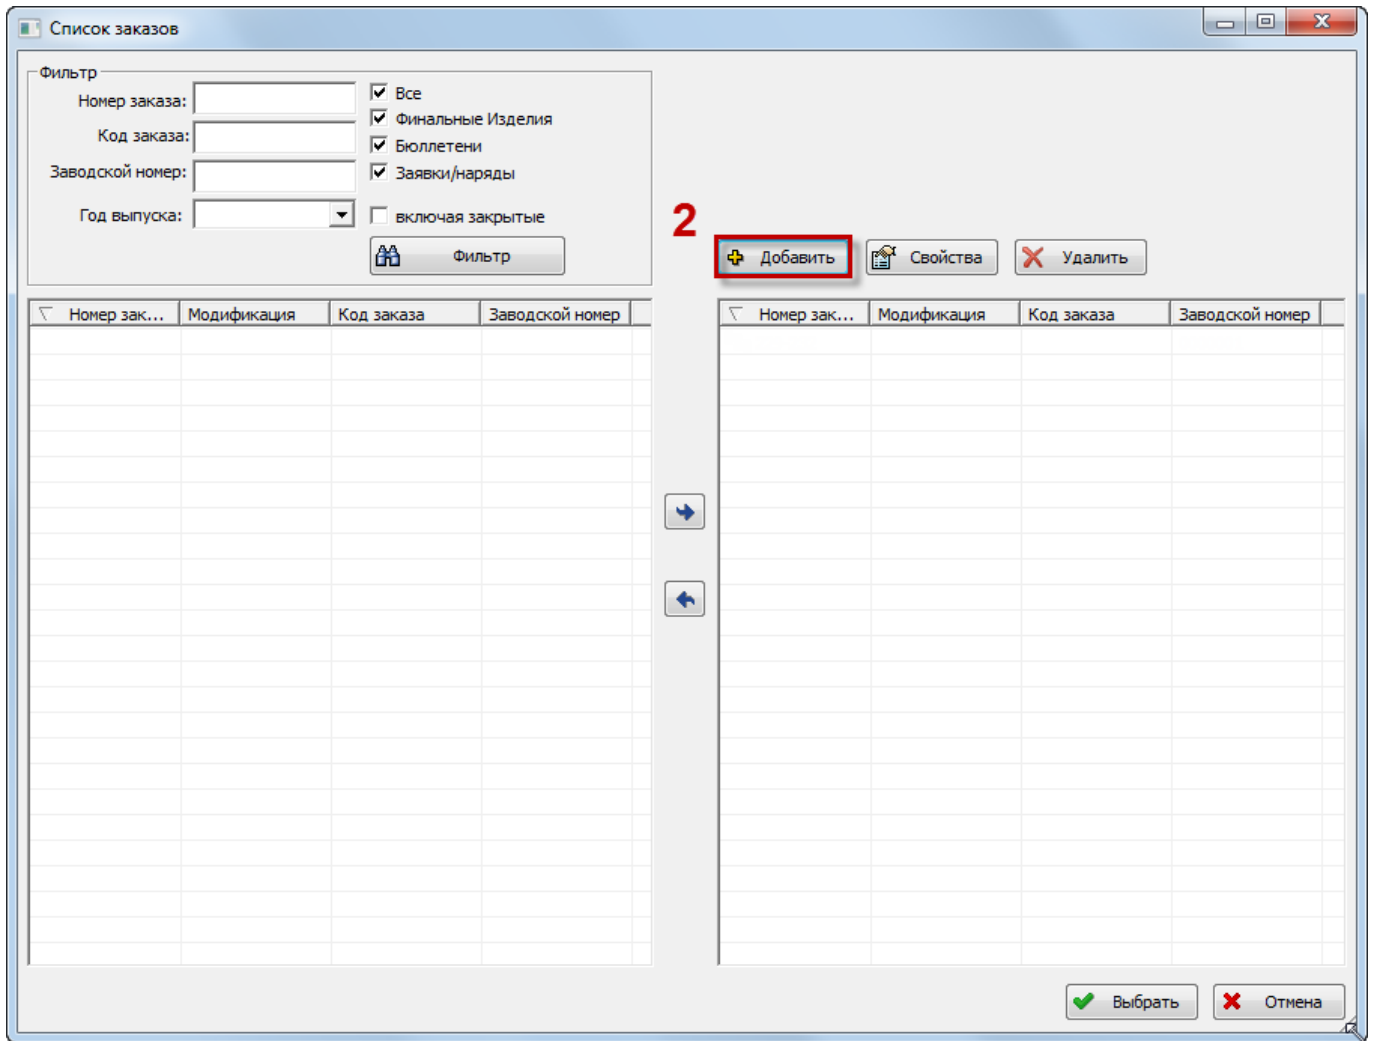 Список заказов
Фильтр
Номер заказа:
Все
Финальные Изделия
Код заказа:
Бюллетени
Заводской номер:
Заявки/наряды
Год выпуска:
включая закрытые
2
Фильтр
Добавить
Свойства
Удалить
Номер зак... Модификация Код заказа Заводской номер
Номер зак... Модификация Код заказа Заводской номер
Выбрать
Отмена